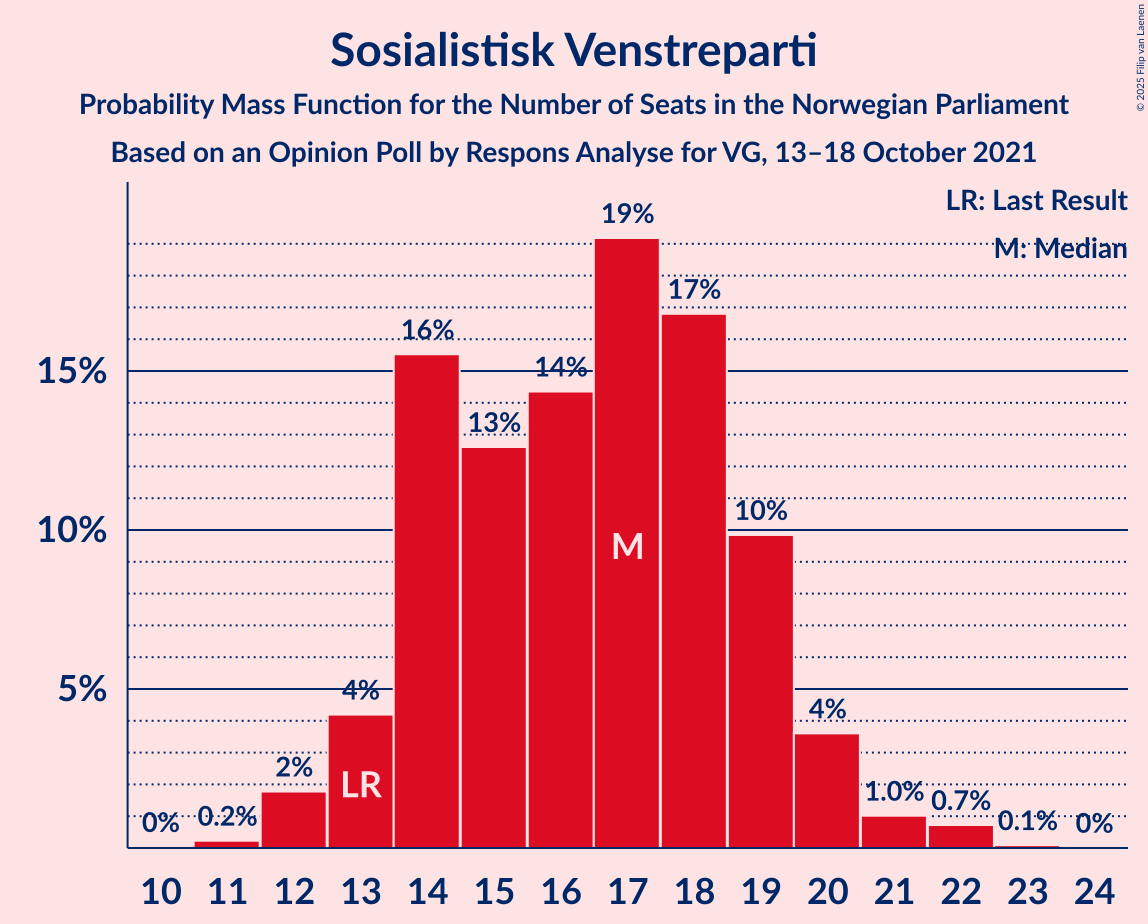 Sosialistisk Venstreparti
Probability Mass Function for the Number of Seats in the Norwegian Parliament
Based on an Opinion Poll by Respons Analyse for VG, 13–18 October 2021
© 2025 Filip van Laenen
LR: Last Result
M: Median
15%
10%
5%
0%
0.2%
2%
4%
16%
13%
14%
19%
17%
10%
4%
1.0%
0.7%
0.1%
0%
LR
M
10 11 12 13 14 15 16 17 18 19 20 21 22 23 24